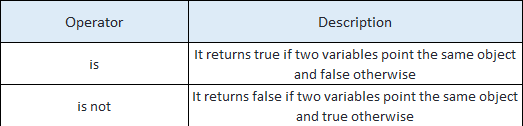 Operator Description
is It returns true if two variables point the same object
and false otherwise
is not It returns false if two variables point the same object
and true otherwise